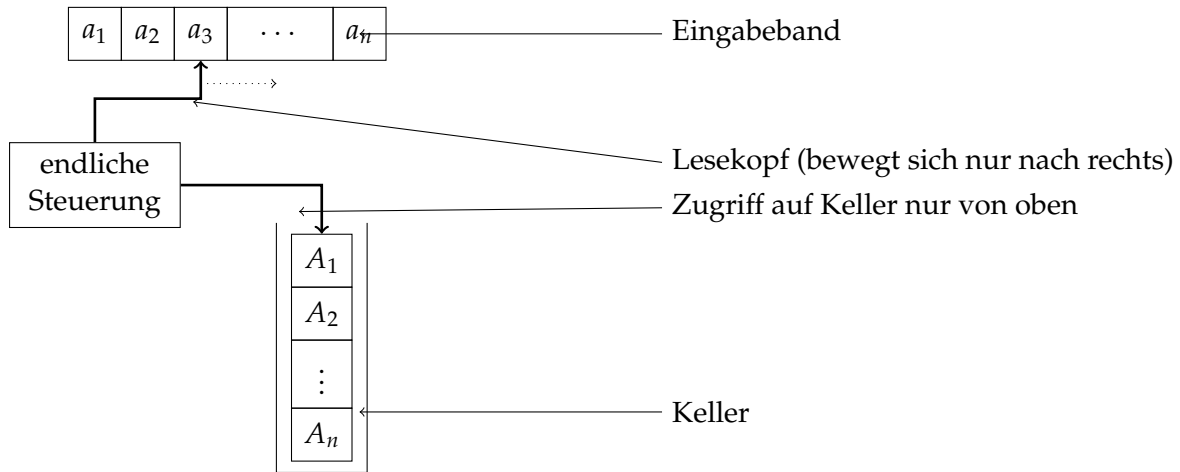 a₁ a₂ a₃ ⋯ aₙ Eingabeband
endliche
Steuerung
Lesekopf (bewegt sich nur nach rechts)
Zugriff auf Keller nur von oben
A₁
A₂
⋮
Aₙ
Keller